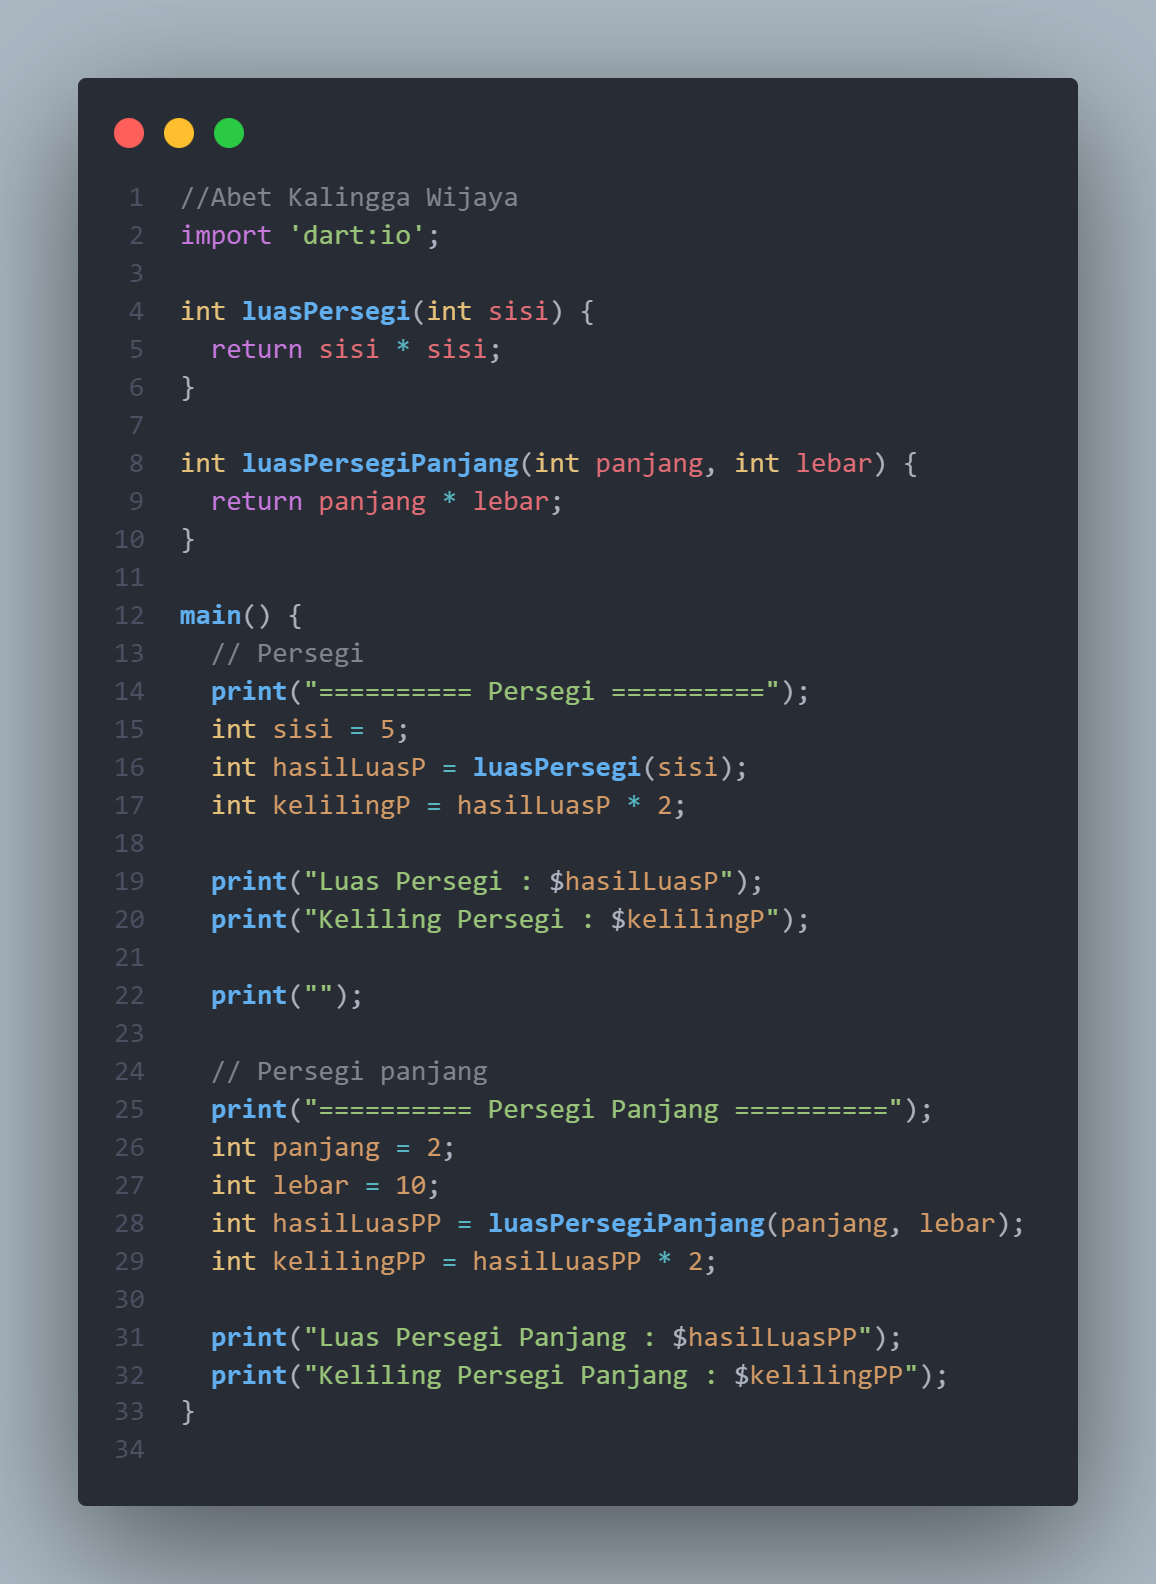 1 //Abet Kalingga Wijaya
2 import 'dart:io';
3
4 int luasPersegi(int sisi) {
5   return sisi * sisi;
6 }
7
8 int luasPersegiPanjang(int panjang, int lebar) {
9   return panjang * lebar;
10 }
11
12 main() {
13   // Persegi
14   print("========== Persegi ==========");
15   int sisi = 5;
16   int hasilLuasP = luasPersegi(sisi);
17   int kelilingP = hasilLuasP * 2;
18
19   print("Luas Persegi : $hasilLuasP");
20   print("Keliling Persegi : $kelilingP");
21
22   print("");
23
24   // Persegi panjang
25   print("========== Persegi Panjang ==========");
26   int panjang = 2;
27   int lebar = 10;
28   int hasilLuasPP = luasPersegiPanjang(panjang, lebar);
29   int kelilingPP = hasilLuasPP * 2;
30
31   print("Luas Persegi Panjang : $hasilLuasPP");
32   print("Keliling Persegi Panjang : $kelilingPP");
33 }
34